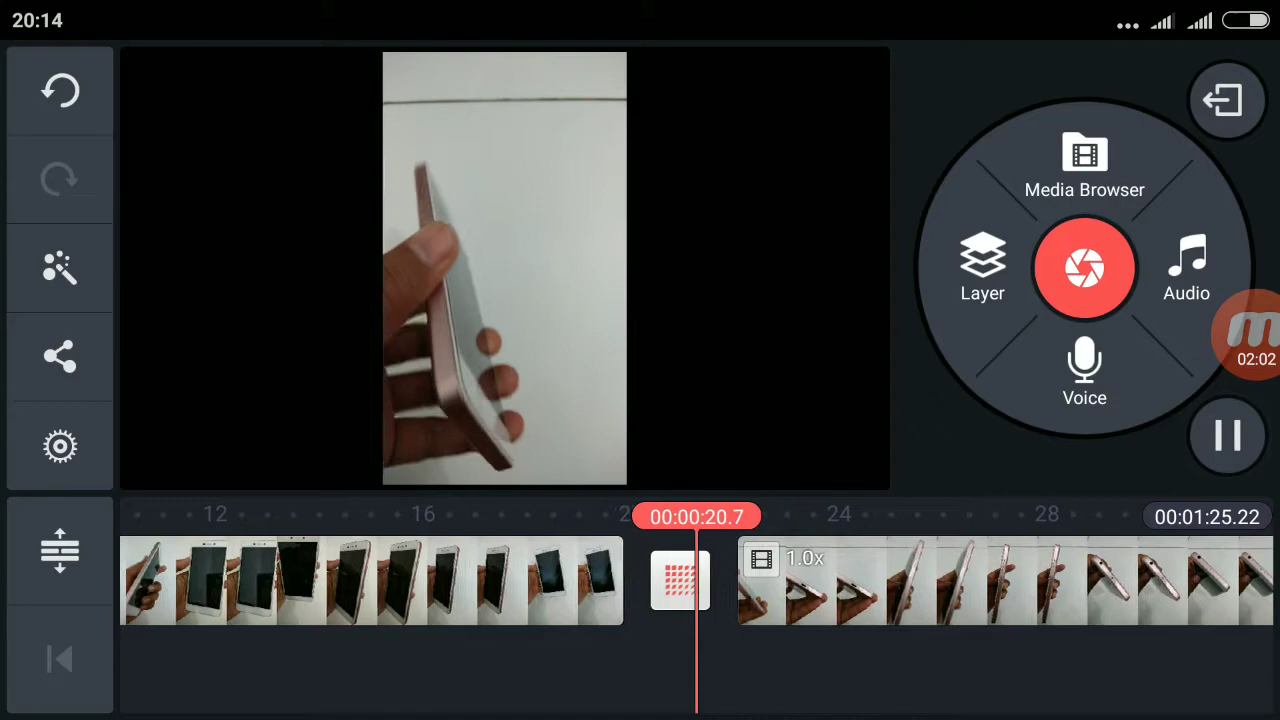 20:14
Media Browser
Layer
Audio
02:02
Voice
12
16
00:00:20.7
24
28
00:01:25.22
1.0x